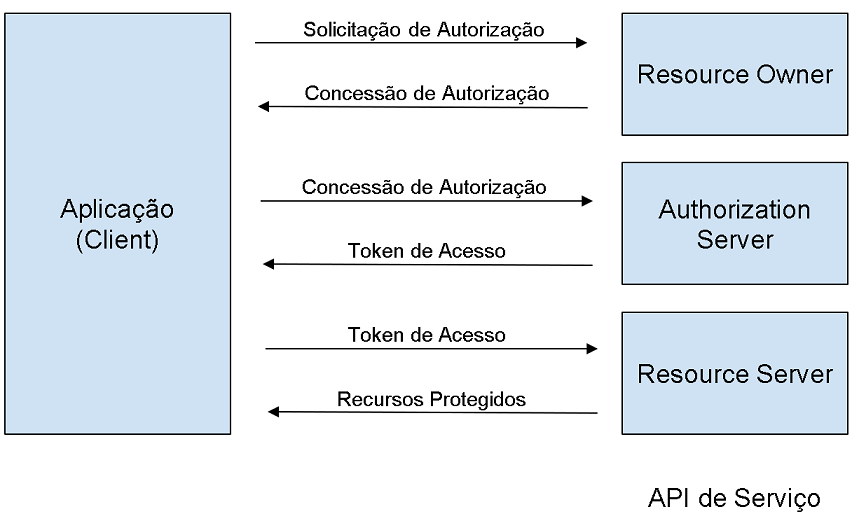 Solicitação de Autorização
Resource Owner
Concessão de Autorização
Aplicação
(Client)
Concessão de Autorização
Authorization
Server
Token de Acesso
Token de Acesso
Resource Server
Recursos Protegidos
API de Serviço